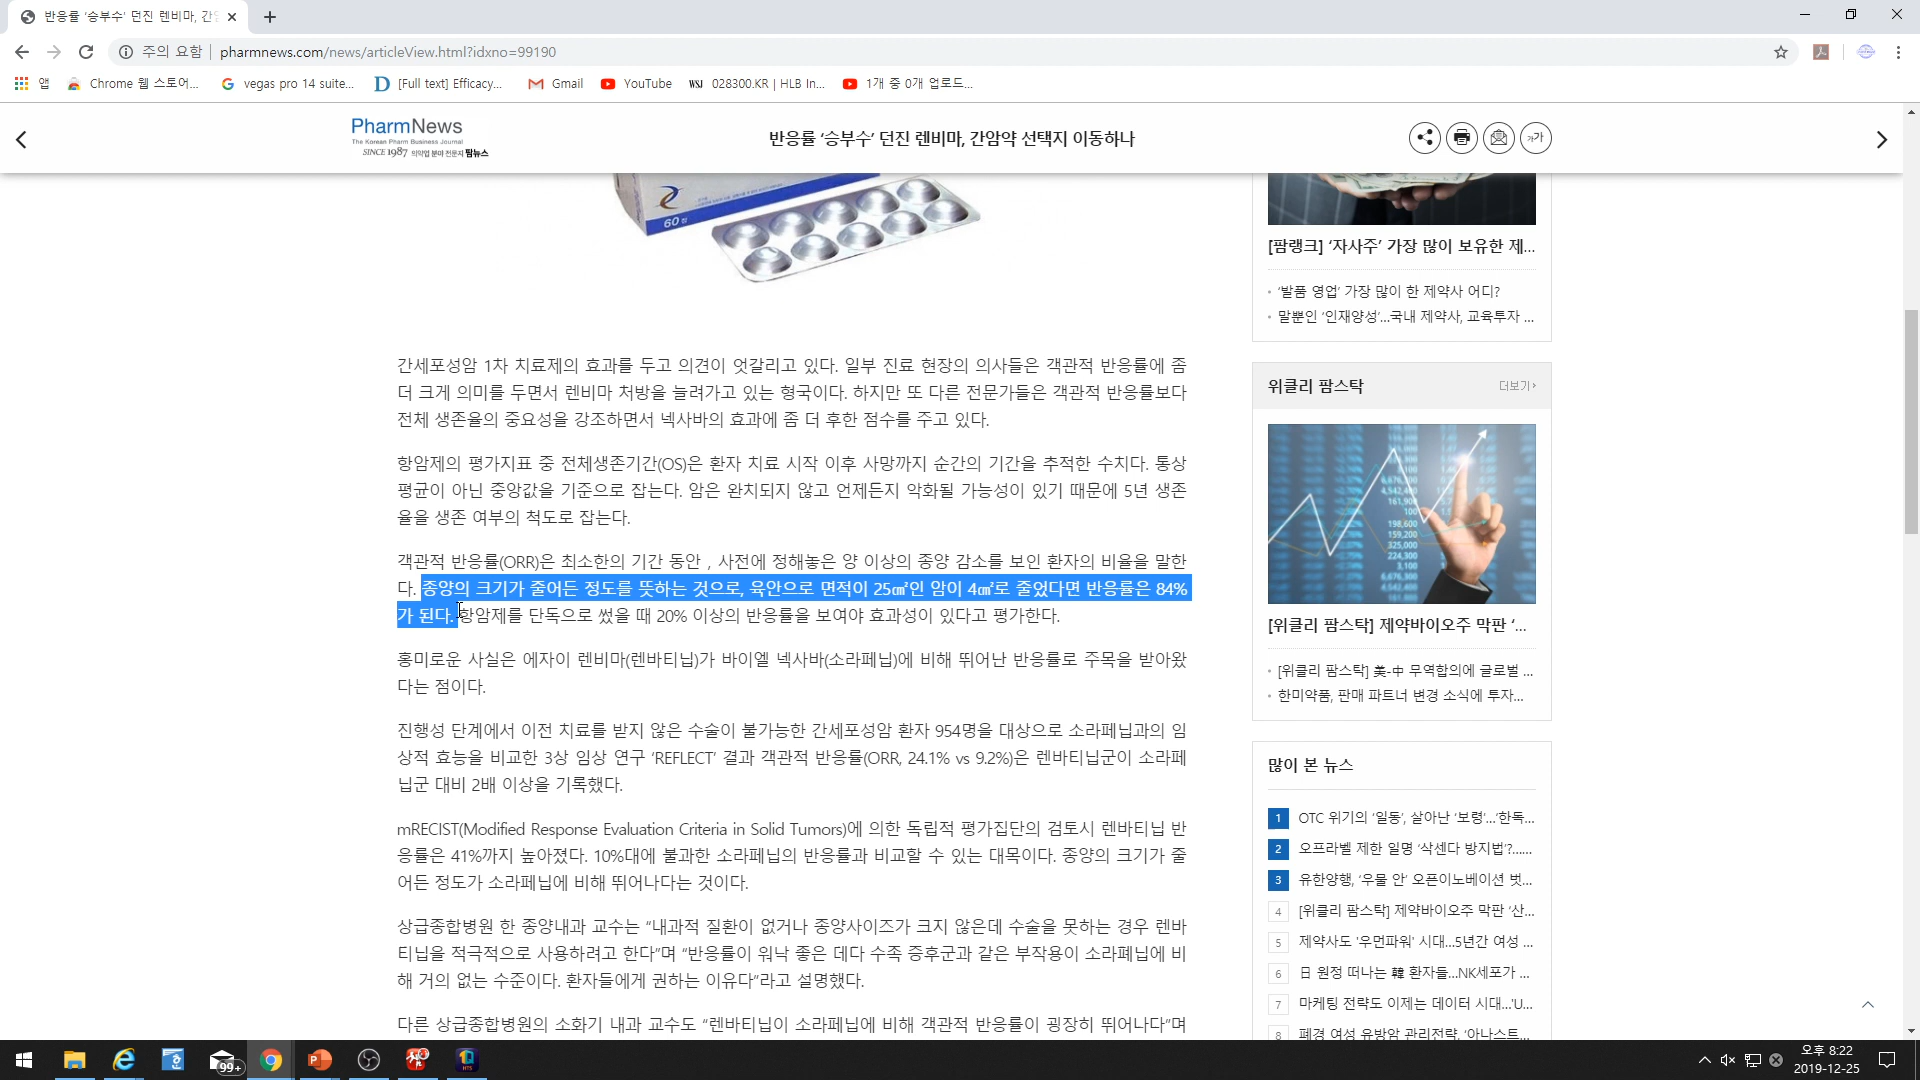 반응률 '승부수' 던진 렌비마, 간암
주의 요함
pharmnews.com/news/articleView.html?idxno=99190
앱
Chrome 웹 스토어...
vegas pro 14 suite...
[Full text] Efficacy...
Gmail
YouTube
WSJ
028300.KR | HLB In...
1개 중 0개 업로드...
PharmNews
The Korean Pharm Business Journal
SINCE 1987 의약업 분야 전문지 팜뉴스
반응률 ‘승부수’ 던진 렌비마, 간암약 선택지 이동하나
가가
60정
간세포성암 1차 치료제의 효과를 두고 의견이 엇갈리고 있다. 일부 진료 현장의 의사들은 객관적 반응률에 좀
더 크게 의미를 두면서 렌비마 처방을 늘려가고 있는 형국이다. 하지만 또 다른 전문가들은 객관적 반응률보다
전체 생존율의 중요성을 강조하면서 넥사바의 효과에 좀 더 후한 점수를 주고 있다.
항암제의 평가지표 중 전체생존기간(OS)은 환자 치료 시작 이후 사망까지 순간의 기간을 추적한 수치다. 통상
평균이 아닌 중앙값을 기준으로 잡는다. 암은 완치되지 않고 언제든지 악화될 가능성이 있기 때문에 5년 생존
율을 생존 여부의 척도로 잡는다.
객관적 반응률(ORR)은 최소한의 기간 동안 , 사전에 정해놓은 양 이상의 종양 감소를 보인 환자의 비율을 말한
다. 종양의 크기가 줄어든 정도를 뜻하는 것으로, 육안으로 면적이 25㎠인 암이 4㎠로 줄었다면 반응률은 84%
가 된다. 항암제를 단독으로 썼을 때 20% 이상의 반응률을 보여야 효과성이 있다고 평가한다.
흥미로운 사실은 에자이 렌비마(렌바티닙)가 바이엘 넥사바(소라페닙)에 비해 뛰어난 반응률로 주목을 받아왔
다는 점이다.
진행성 단계에서 이전 치료를 받지 않은 수술이 불가능한 간세포성암 환자 954명을 대상으로 소라페닙과의 임
상적 효능을 비교한 3상 임상 연구 ‘REFLECT’ 결과 객관적 반응률(ORR, 24.1% vs 9.2%)은 렌바티닙군이 소라페
닙군 대비 2배 이상을 기록했다.
mRECIST(Modified Response Evaluation Criteria in Solid Tumors)에 의한 독립적 평가집단의 검토시 렌바티닙 반
응률은 41%까지 높아졌다. 10%대에 불과한 소라페닙의 반응률과 비교할 수 있는 대목이다. 종양의 크기가 줄
어든 정도가 소라페닙에 비해 뛰어나다는 것이다.
상급종합병원 한 종양내과 교수는 “내과적 질환이 없거나 종양사이즈가 크지 않은데 수술을 못하는 경우 렌바
티닙을 적극적으로 사용하려고 한다”며 “반응률이 워낙 좋은 데다 수족 증후군과 같은 부작용이 소라페닙에 비
해 거의 없는 수준이다. 환자들에게 권하는 이유다”라고 설명했다.
다른 상급종합병원의 소화기 내과 교수도 “렌바티닙이 소라페닙에 비해 객관적 반응률이 굉장히 뛰어나다”며
[팜랭크] ‘자사주’ 가장 많이 보유한 제...
‘발품 영업’ 가장 많이 한 제약사 어디?
말뿐인 ‘인재양성’...국내 제약사, 교육투자 ...
위클리 팜스탁
더보기
[위클리 팜스탁] 제약바이오주 막판 ‘...
[위클리 팜스탁] 美-中 무역합의에 글로벌 ...
한미약품, 판매 파트너 변경 소식에 투자...
많이 본 뉴스
1 OTC 위기의 ‘일동’, 살아난 ‘보령’...‘한독...
2 오프라벨 제한 일명 ‘삭센다 방지법’?......
3 유한양행, ‘우물 안’ 오픈이노베이션 벗...
4 [위클리 팜스탁] 제약바이오주 막판 ‘산...
5 제약사도 '우먼파워' 시대...5년간 여성 ...
6 日 원정 떠나는 韓 환자들...NK세포가 ...
7 마케팅 전략도 이제는 데이터 시대...'U...
8 폐경 여성 유방암 관리전략, ‘아나스트...
99+
오후 8:22
2019-12-25